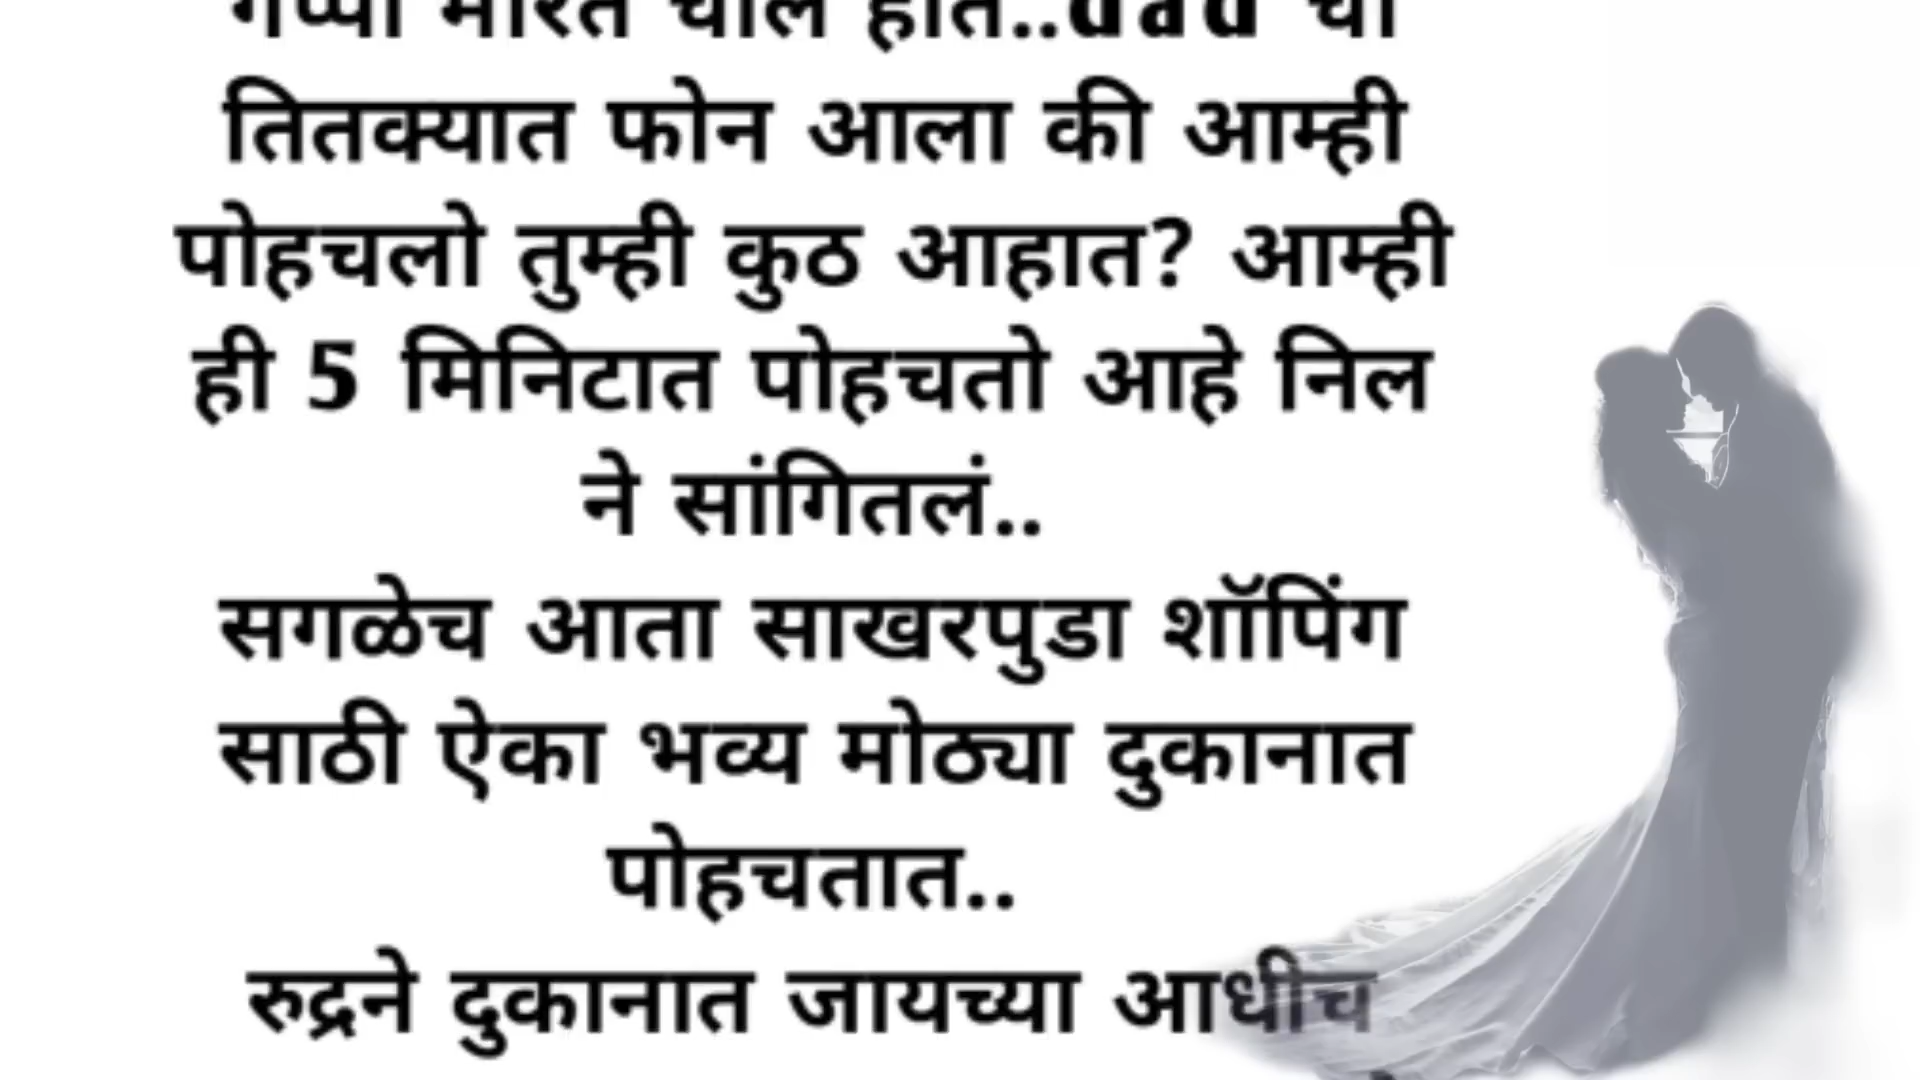 गप्पा मारत चाल होत..dad चा
तितक्यात फोन आला की आम्ही
पोहचलो तुम्ही कुठ आहात? आम्ही
ही 5 मिनिटात पोहचतो आहे निल
ने सांगितलं..
सगळेच आता साखरपुडा शॉपिंग
साठी ऐका भव्य मोठ्या दुकानात
पोहचतात..
रुद्रने दुकानात जायच्या आधीच